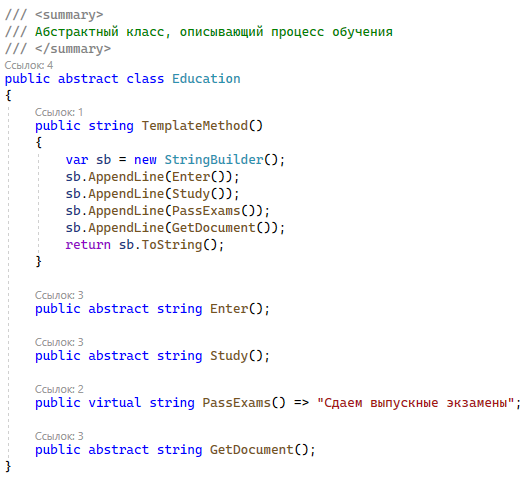 /// <summary>
/// Абстрактный класс, описывающий процесс обучения
/// </summary>
Ссылок: 4
public abstract class Education
{
Ссылок: 1
public string TemplateMethod()
{
var sb = new StringBuilder();
sb.AppendLine(Enter());
sb.AppendLine(Study());
sb.AppendLine(PassExams());
sb.AppendLine(GetDocument());
return sb.ToString();
}
Ссылок: 3
public abstract string Enter();
Ссылок: 3
public abstract string Study();
Ссылок: 2
public virtual string PassExams() => "Сдаем выпускные экзамены";
Ссылок: 3
public abstract string GetDocument();
}